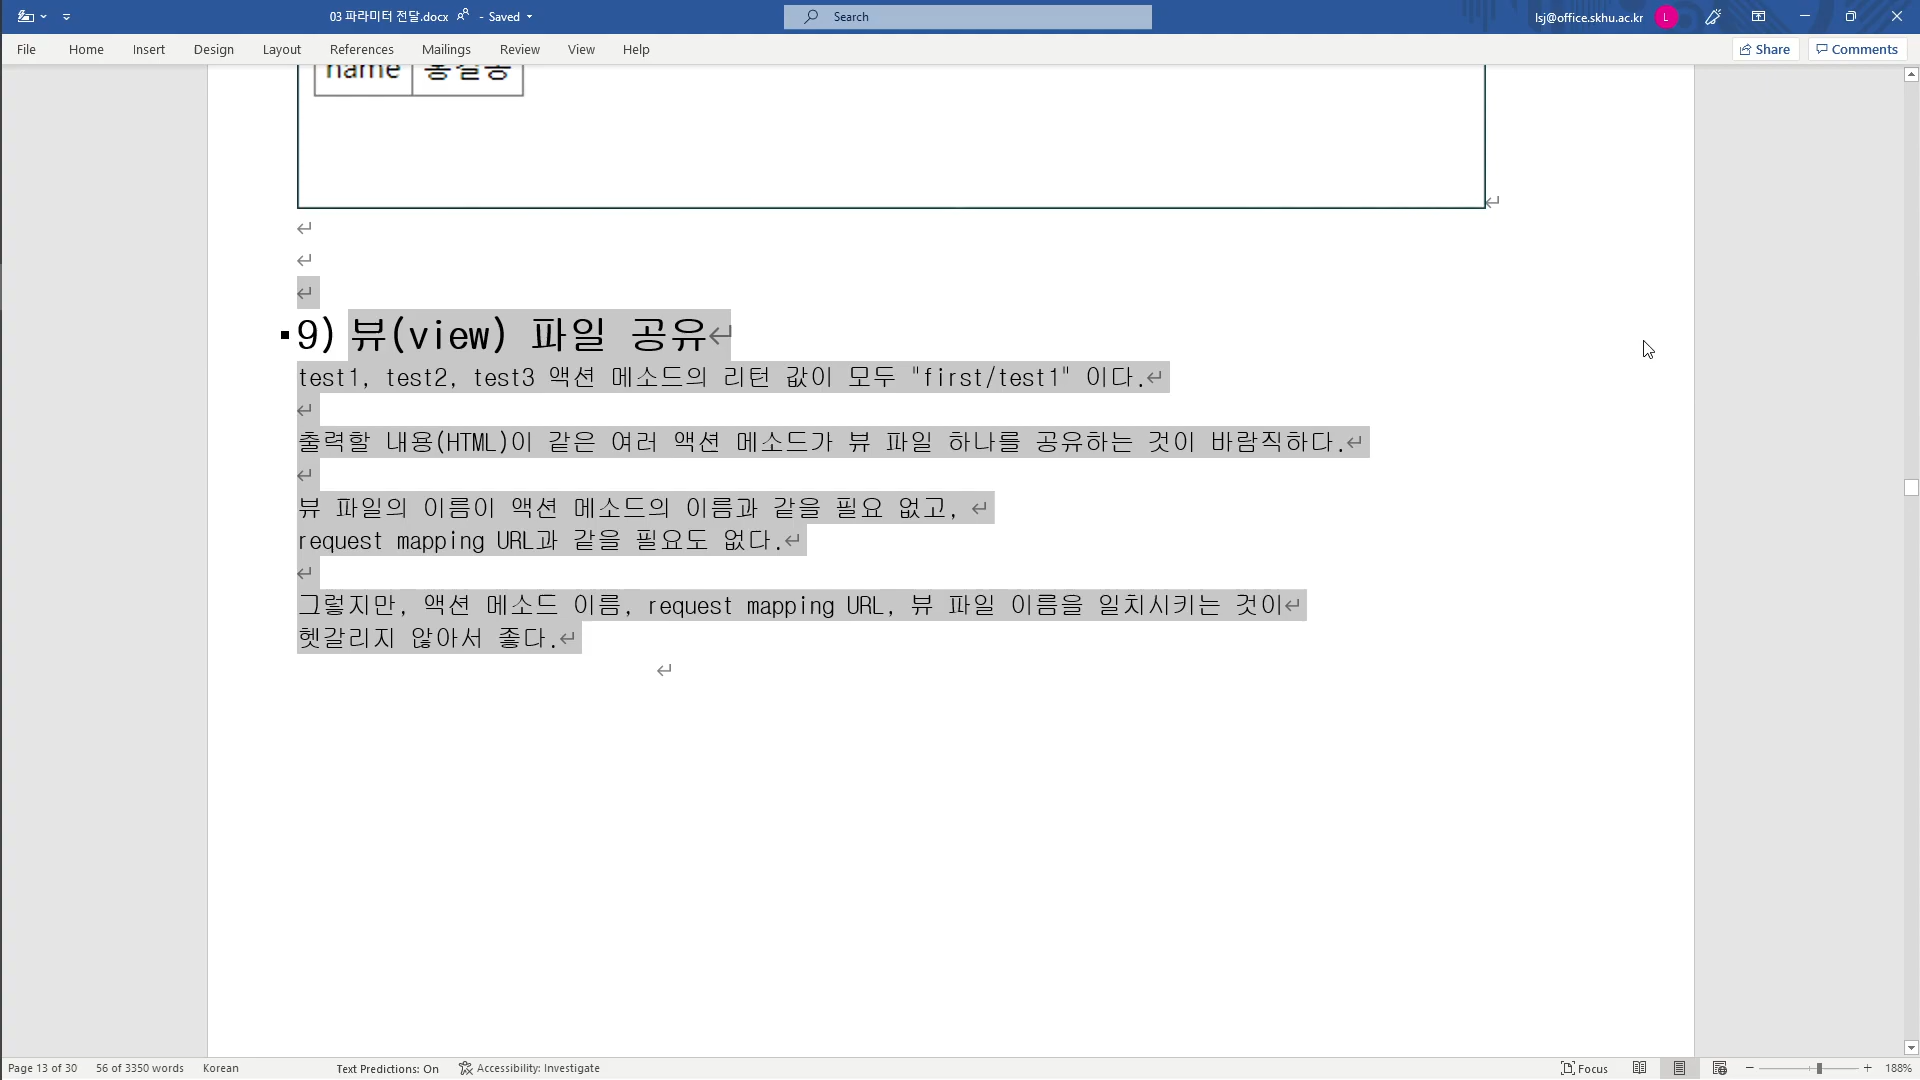 03 파라미터 전달.docx - Saved
Search
lsj@office.skhu.ac.kr L
File Home Insert Design Layout References Mailings Review View Help
Share Comments
name 홍길동
9) 뷰(view) 파일 공유
test1, test2, test3 액션 메소드의 리턴 값이 모두 "first/test1" 이다.
출력할 내용(HTML)이 같은 여러 액션 메소드가 뷰 파일 하나를 공유하는 것이 바람직하다.
뷰 파일의 이름이 액션 메소드의 이름과 같을 필요 없고,
request mapping URL과 같을 필요도 없다.
그렇지만, 액션 메소드 이름, request mapping URL, 뷰 파일 이름을 일치시키는 것이
헷갈리지 않아서 좋다.
Page 13 of 30 56 of 3350 words Korean Text Predictions: On Accessibility: Investigate Focus 188%